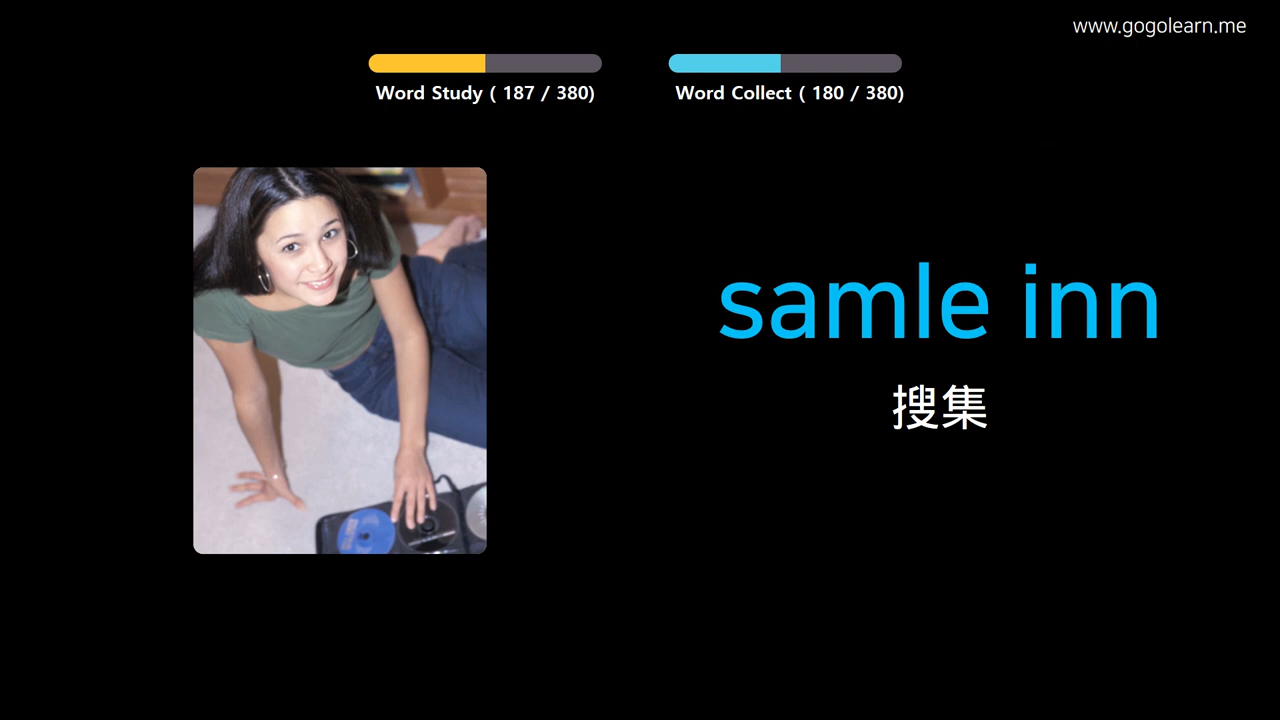 www.gogolearn.me
Word Study ( 187 / 380)
Word Collect ( 180 / 380)
samle inn
搜集